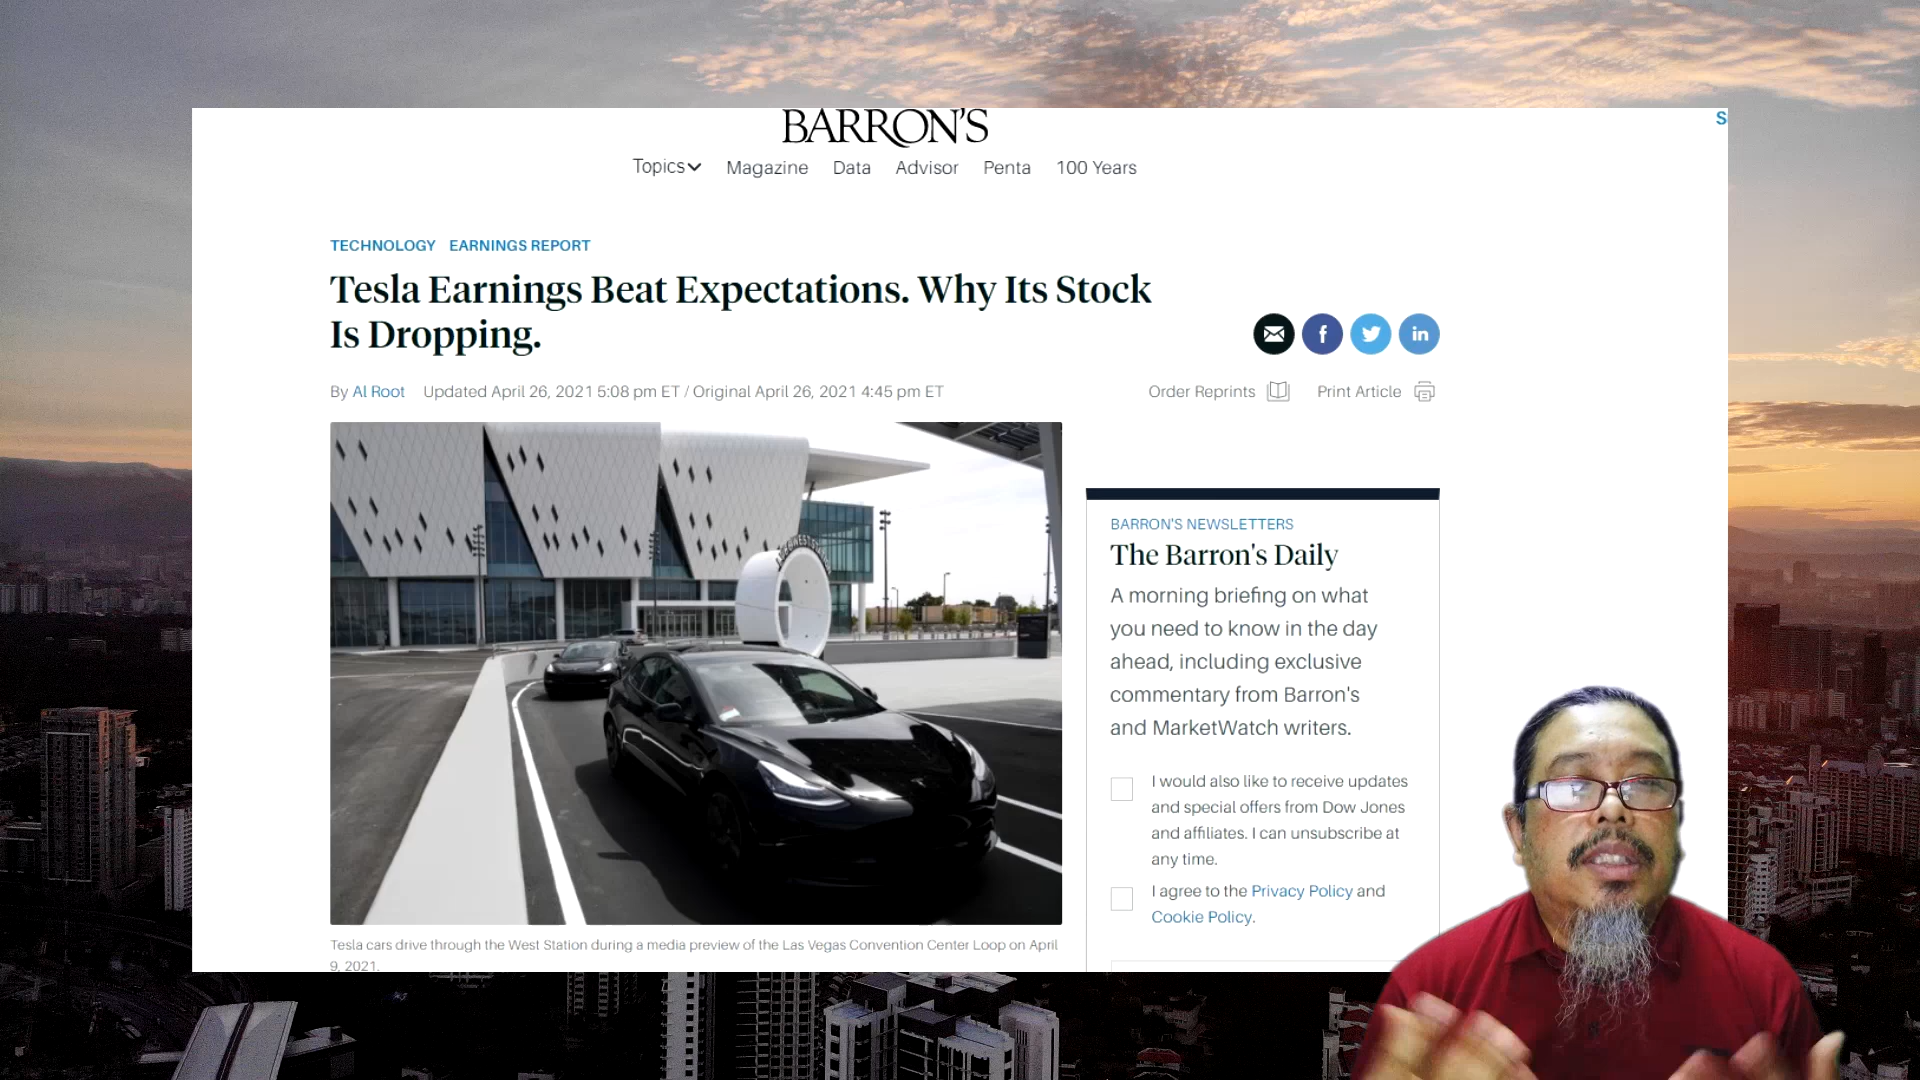 BARRON'S
S
Topics Magazine Data Advisor Penta 100 Years
TECHNOLOGY EARNINGS REPORT
Tesla Earnings Beat Expectations. Why Its Stock
Is Dropping.
By Al Root Updated April 26, 2021 5:08 pm ET / Original April 26, 2021 4:45 pm ET
Order Reprints Print Article
Tesla cars drive through the West Station during a media preview of the Las Vegas Convention Center Loop on April
9, 2021.
BARRON'S NEWSLETTERS
The Barron's Daily
A morning briefing on what
you need to know in the day
ahead, including exclusive
commentary from Barron's
and MarketWatch writers.
I would also like to receive updates
and special offers from Dow Jones
and affiliates. I can unsubscribe at
any time.
I agree to the Privacy Policy and
Cookie Policy.